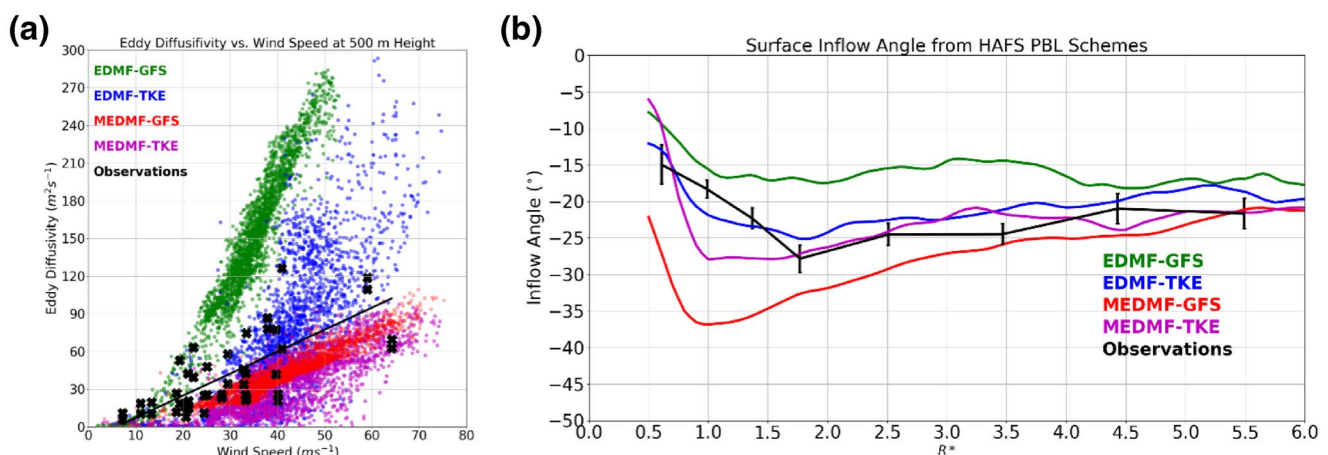 (a)
Eddy Diffusifivity vs. Wind Speed at 500 m Height
300
270
240
210
180
150
120
90
60
30
0
Eddy Diffusivity (m²s⁻¹)
EDMF-GFS
EDMF-TKE
MEDMF-GFS
MEDMF-TKE
Observations
0 10 20 30 40 50 60 70 80
Wind Speed (ms⁻¹)
(b)
Surface Inflow Angle from HAFS PBL Schemes
0
−5
−10
−15
−20
−25
−30
−35
−40
−45
−50
Inflow Angle (°)
EDMF-GFS
EDMF-TKE
MEDMF-GFS
MEDMF-TKE
Observations
0.0 0.5 1.0 1.5 2.0 2.5 3.0 3.5 4.0 4.5 5.0 5.5 6.0
R*